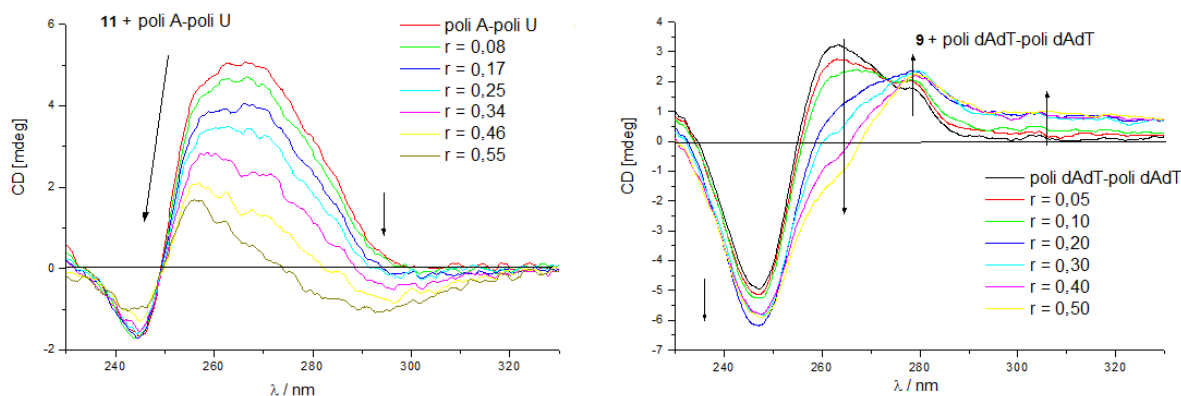 11 + poli A-poli U
poli A-poli U
r = 0,08
r = 0,17
r = 0,25
r = 0,34
r = 0,46
r = 0,55
CD [mdeg]
6
4
2
0
-2
240
260
280
300
320
λ / nm
9 + poli dAdT-poli dAdT
poli dAdT-poli dAdT
r = 0,05
r = 0,10
r = 0,20
r = 0,30
r = 0,40
r = 0,50
CD [mdeg]
4
3
2
1
0
-1
-2
-3
-4
-5
-6
-7
240
260
280
300
320
λ / nm